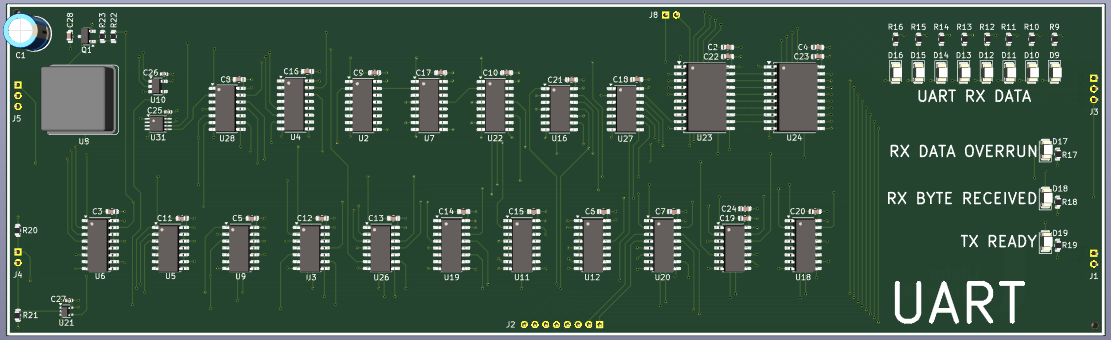 J8
C28 R23 R22
R16 R15 R14 R13 R12 R11 R10 R9
C1 Q1
C2 C4
C22 C23
D16 D15 D14 D13 D12 D11 D10 D9
C26 C8 C16 C9 C17 C10 C21 C18
UART RX DATA
U10
C25
J5 J3
U31 U28 U4 U2 U7 U22 U16 U27 U23 U24
D17
RX DATA OVERRUN R17
D18
RX BYTE RECEIVED R18
C3 C11 C5 C12 C13 C14 C15 C6 C7 C24 C19 C20
R20 D19
TX READY R19
J4 U6 U5 U9 U3 U26 U19 U11 U12 U20 U18 J1
C27
R21 U21
UART
J2